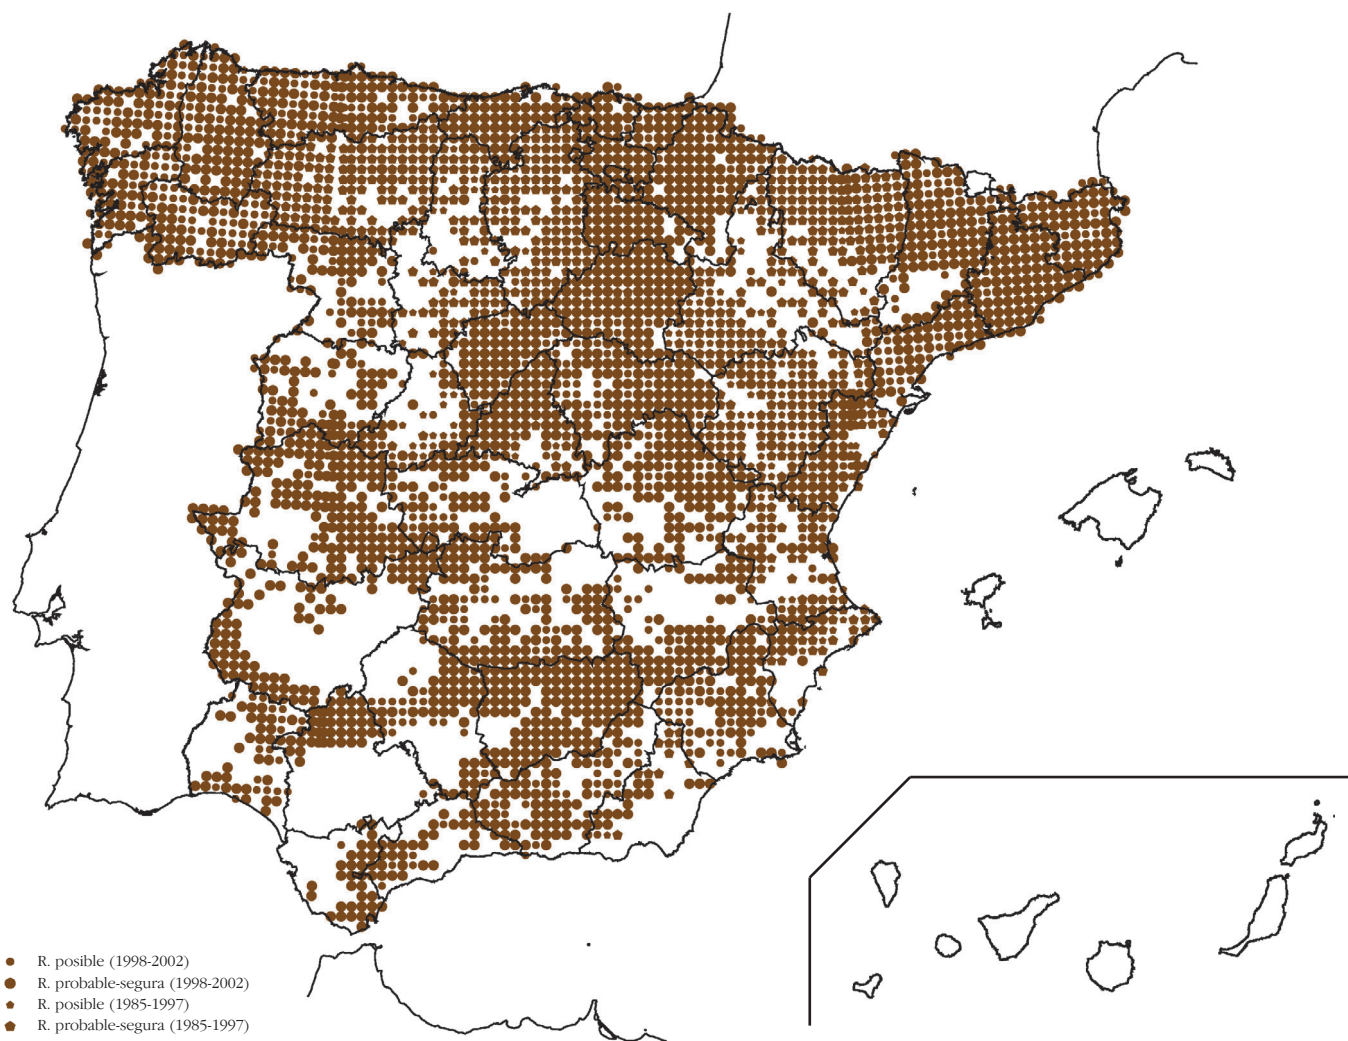 R. posible (1998-2002)
R. probable-segura (1998-2002)
R. posible (1985-1997)
R. probable-segura (1985-1997)